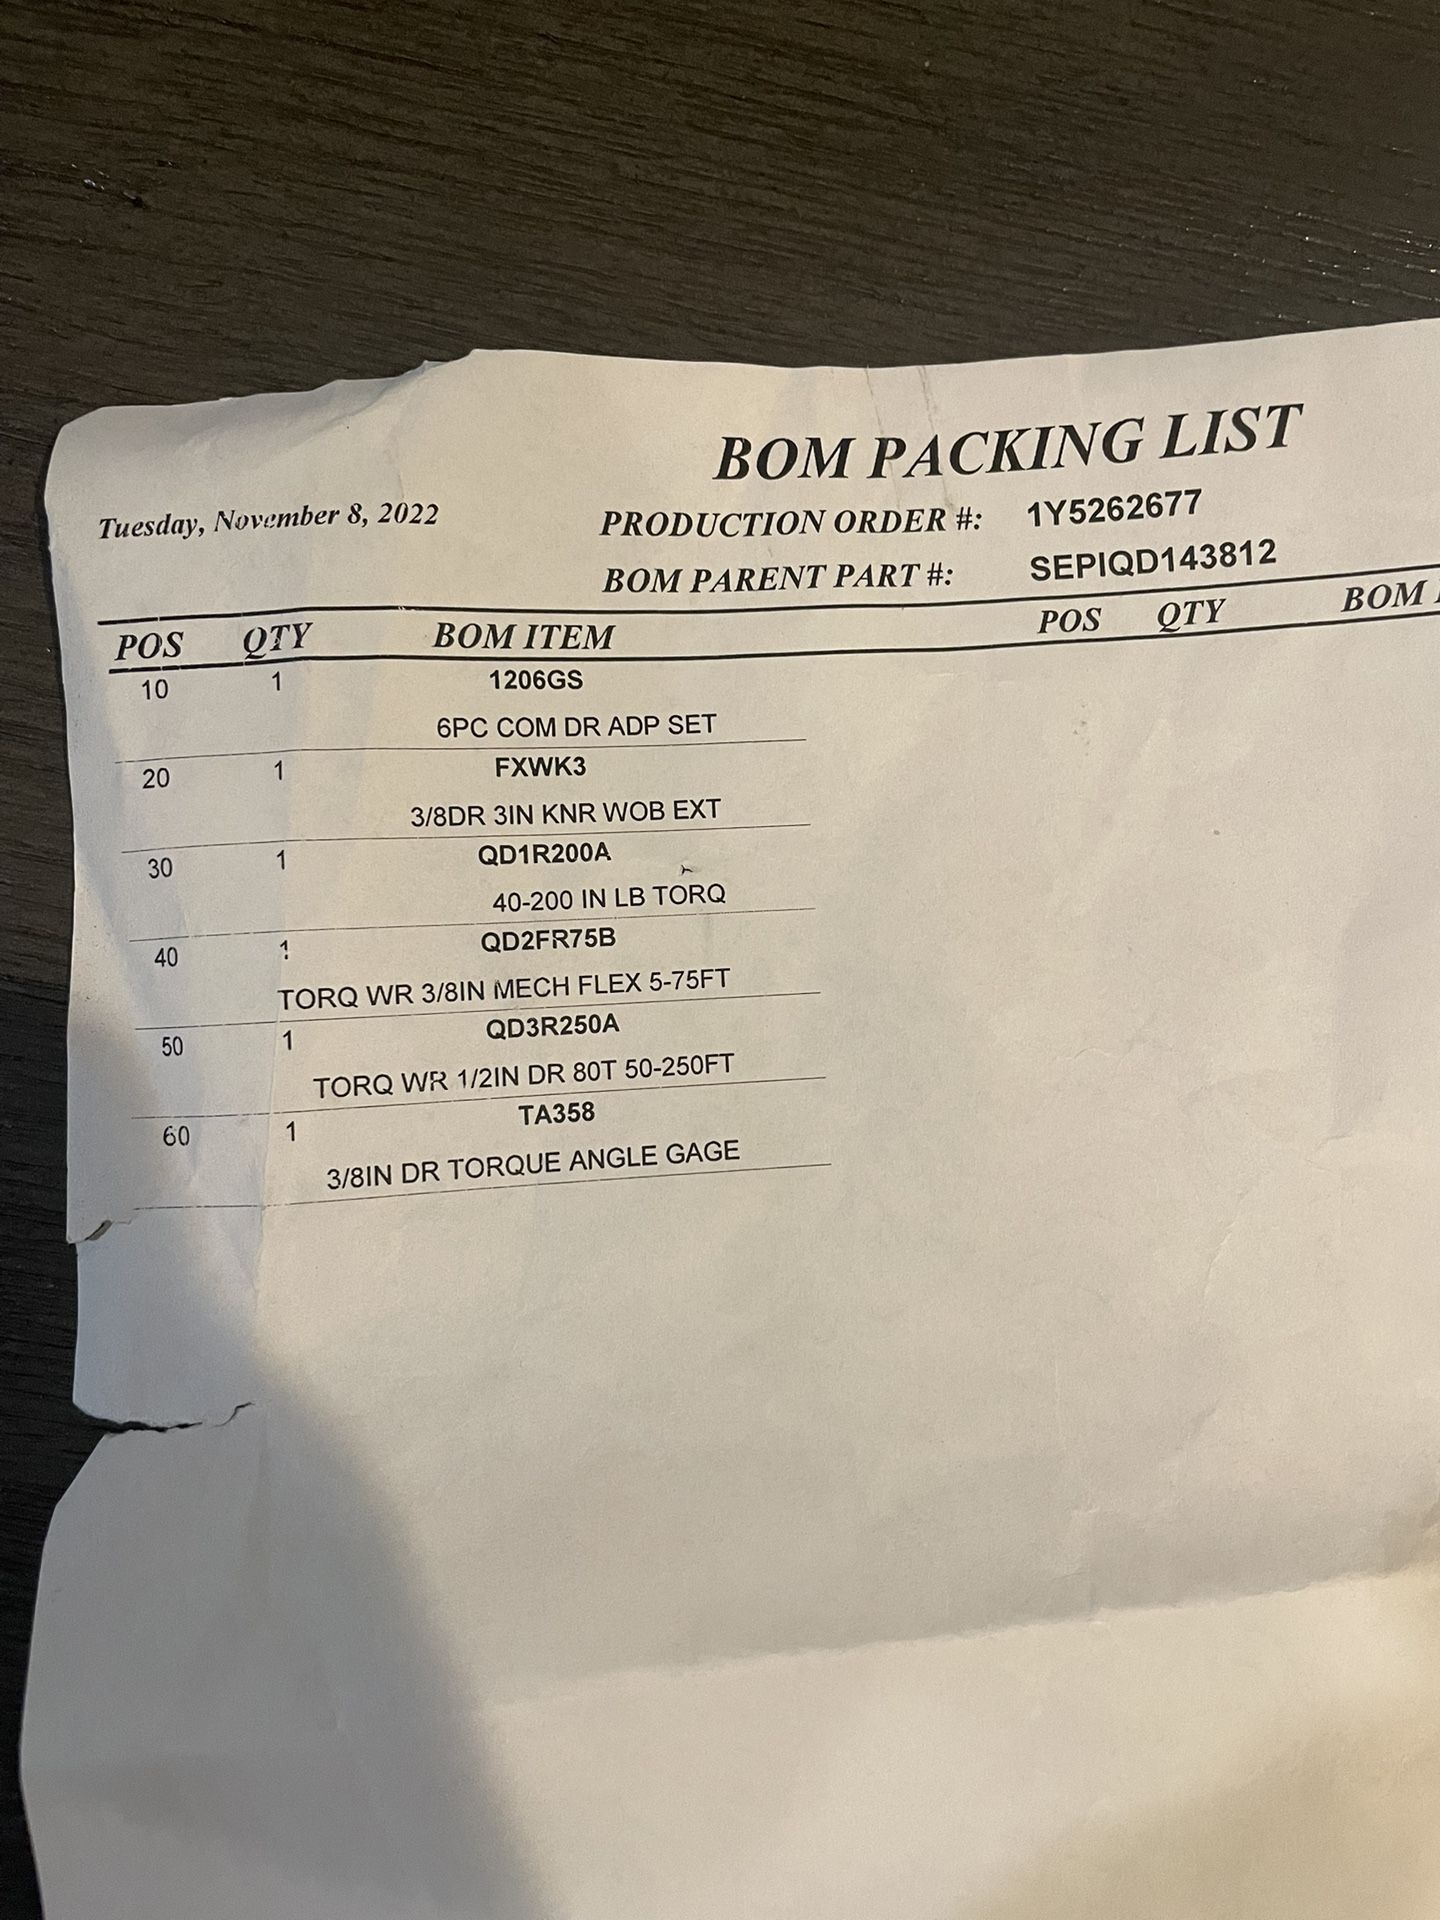 BOM PACKING LIST
Tuesday, November 8, 2022
PRODUCTION ORDER #: 1Y5262677
BOM PARENT PART #: SEPIQD143812
POS QTY BOM ITEM POS QTY BOM
10 1 1206GS
6PC COM DR ADP SET
20 1 FXWK3
3/8DR 3IN KNR WOB EXT
30 1 QD1R200A
40-200 IN LB TORQ
40 1 QD2FR75B
TORQ WR 3/8IN MECH FLEX 5-75FT
50 1 QD3R250A
TORQ WR 1/2IN DR 80T 50-250FT
60 1 TA358
3/8IN DR TORQUE ANGLE GAGE